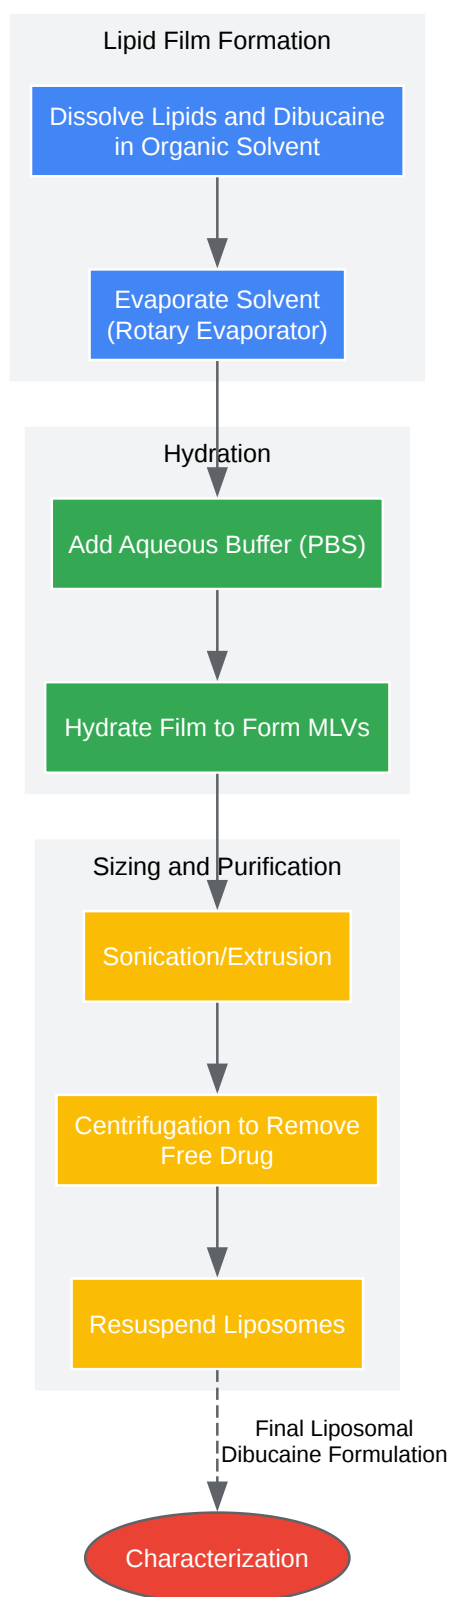 Lipid Film Formation
Dissolve Lipids and Dibucaine
in Organic Solvent
Evaporate Solvent
(Rotary Evaporator)
Hydration
Add Aqueous Buffer (PBS)
Hydrate Film to Form MLVs
Sizing and Purification
Sonication/Extrusion
Centrifugation to Remove
Free Drug
Resuspend Liposomes
Final Liposomal
Dibucaine Formulation
Characterization